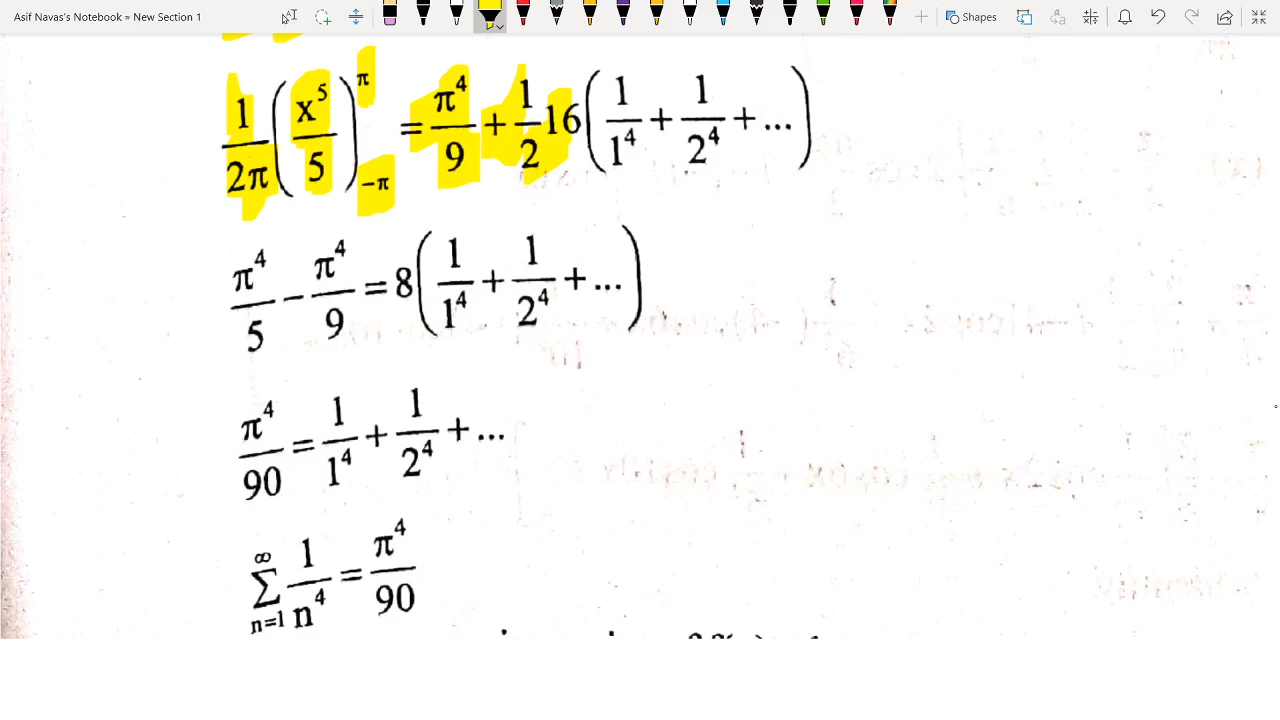 Asif Navas's Notebook » New Section 1
Shapes
1/2π (x⁵/5)^π_−π = π⁴/9 + 1/2 16(1/1⁴ + 1/2⁴ + ...)
π⁴/5 − π⁴/9 = 8(1/1⁴ + 1/2⁴ + ...)
π⁴/90 = 1/1⁴ + 1/2⁴ + ...
∞∑n=1 1/n⁴ = π⁴/90